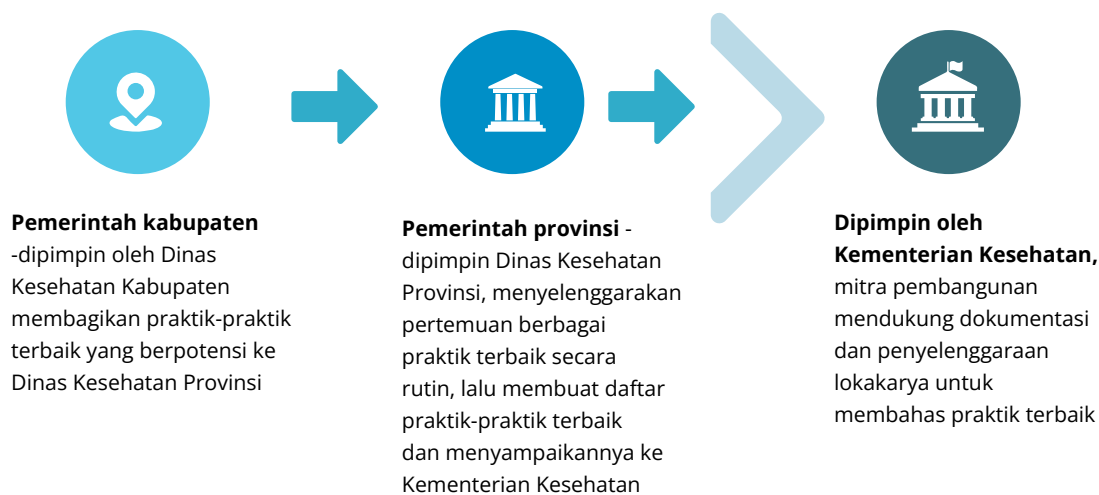 Pemerintah kabupaten
-dipimpin oleh Dinas
Kesehatan Kabupaten
membagikan praktik-praktik
terbaik yang berpotensi ke
Dinas Kesehatan Provinsi
Pemerintah provinsi -
dipimpin Dinas Kesehatan
Provinsi, menyelenggarakan
pertemuan berbagai
praktik terbaik secara
rutin, lalu membuat daftar
praktik-praktik terbaik
dan menyampaikannya ke
Kementerian Kesehatan
Dipimpin oleh
Kementerian Kesehatan,
mitra pembangunan
mendukung dokumentasi
dan penyelenggaraan
lokakarya untuk
membahas praktik terbaik